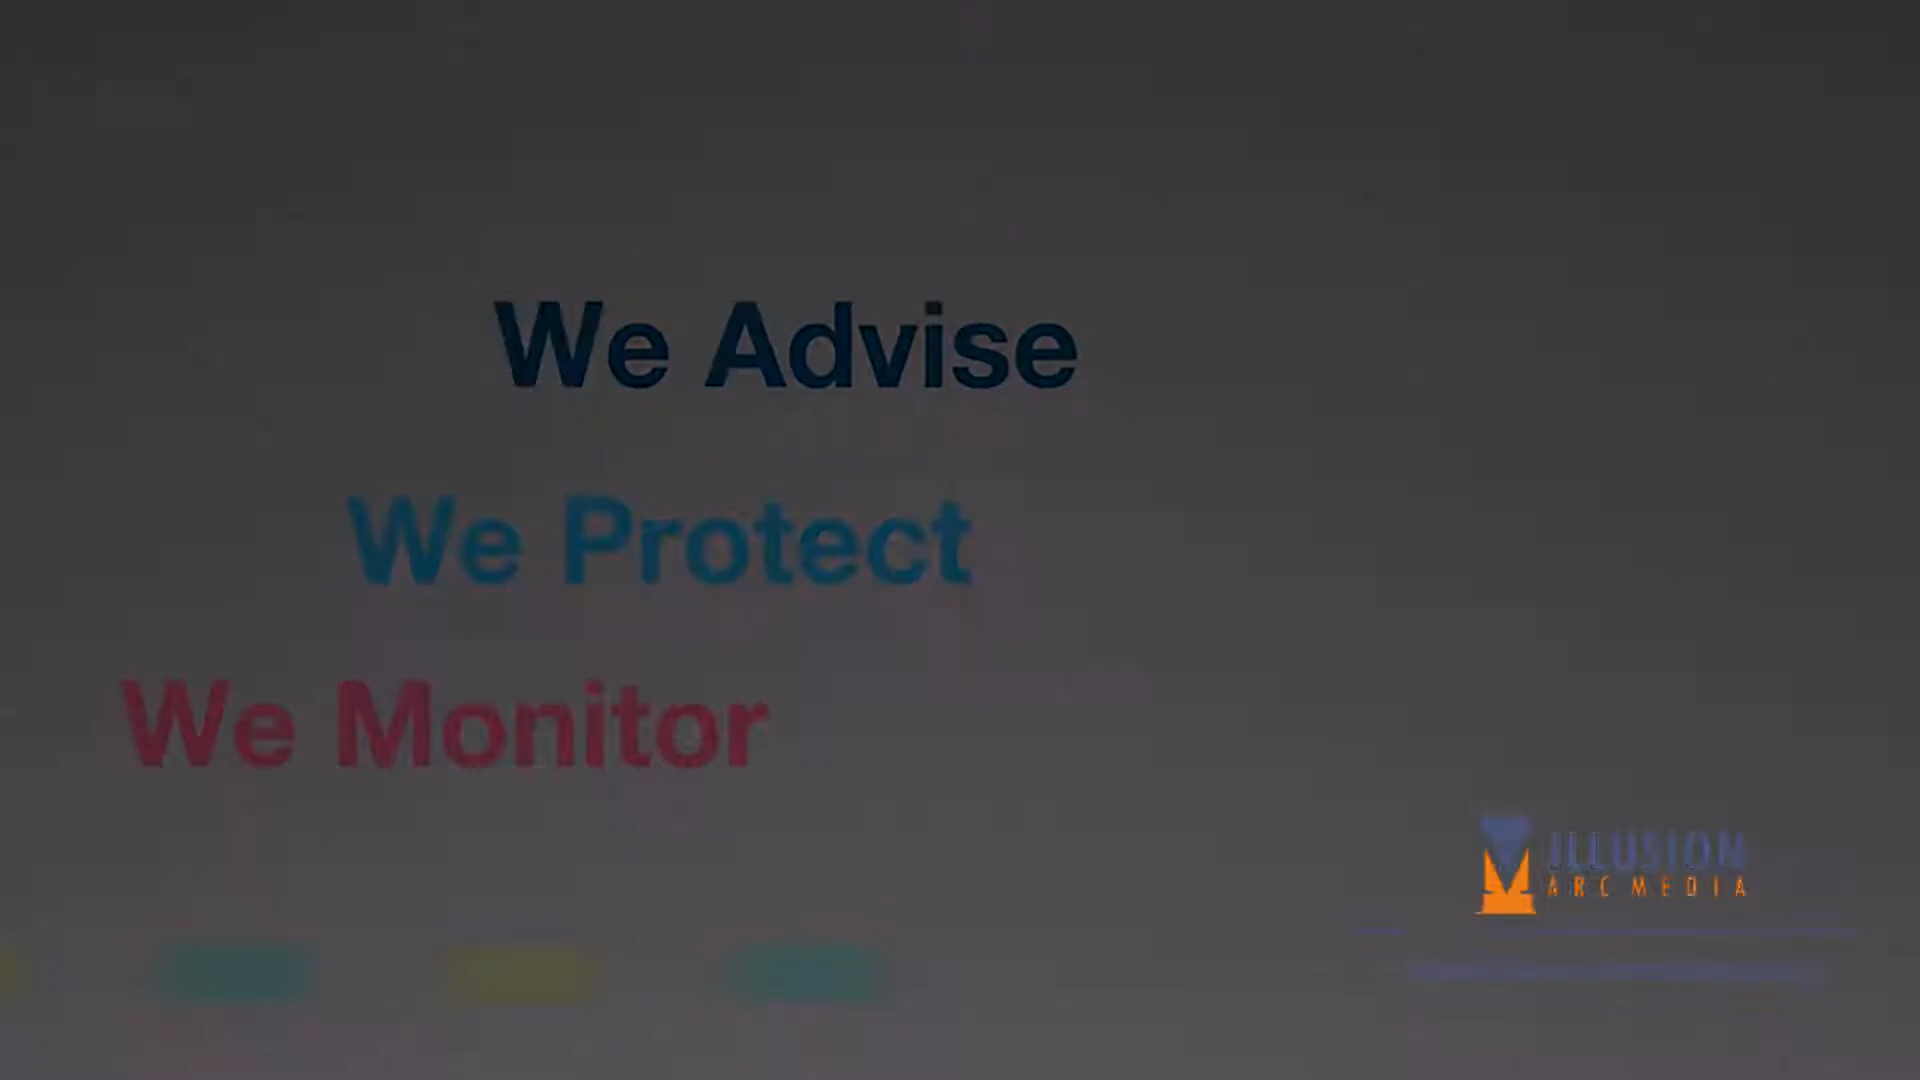 We Advise
We Protect
We Monitor
ILLUSION
ARC MEDIA